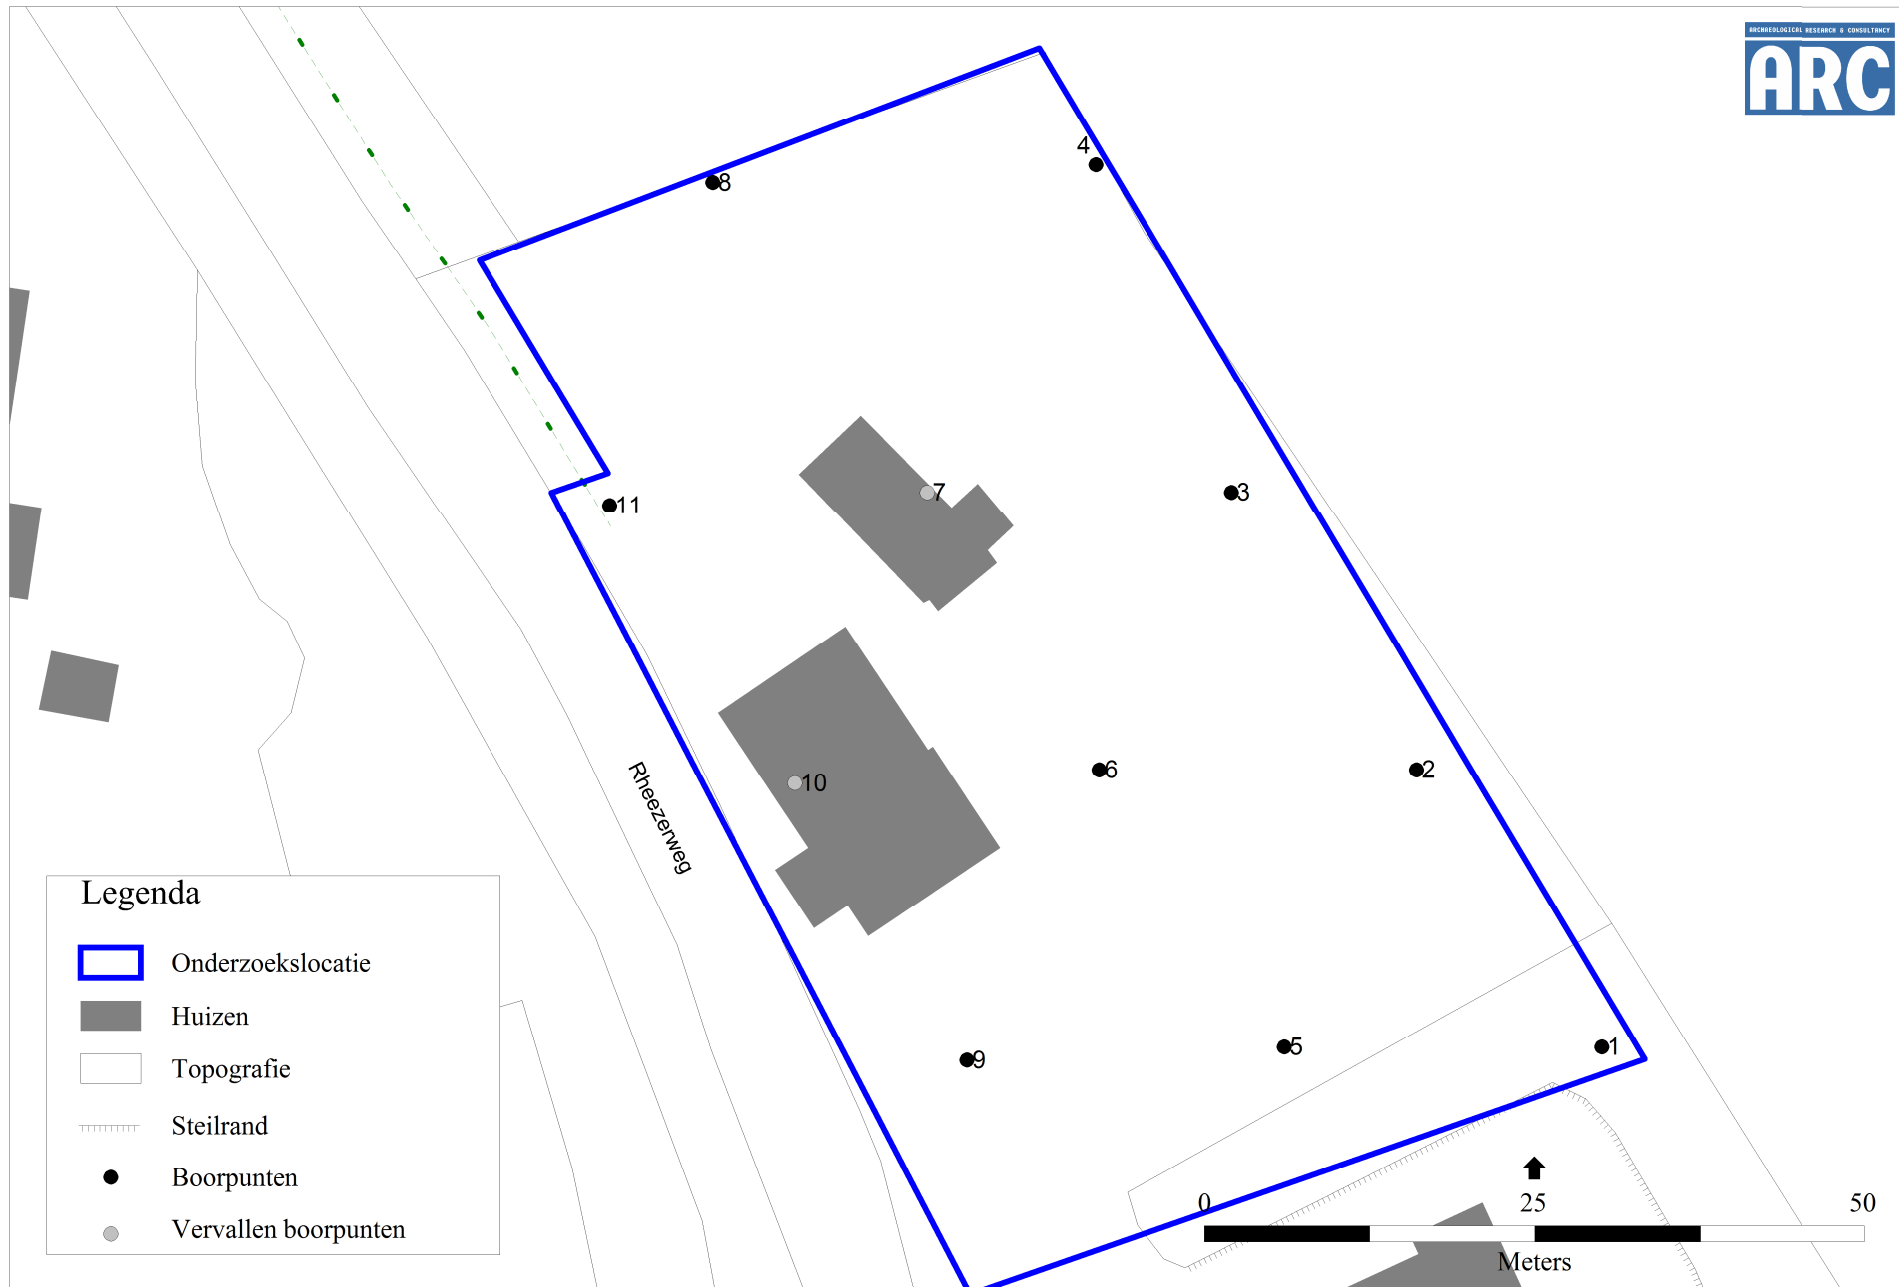 ARCHAEOLOGICAL RESEARCH & CONSULTANCY
ARC
4
8
11
7
3
10
6
2
Rheezerweg
9
5
1
Legenda
Onderzoekslocatie
Huizen
Topografie
Steilrand
Boorpunten
Vervallen boorpunten
0 25 50
Meters